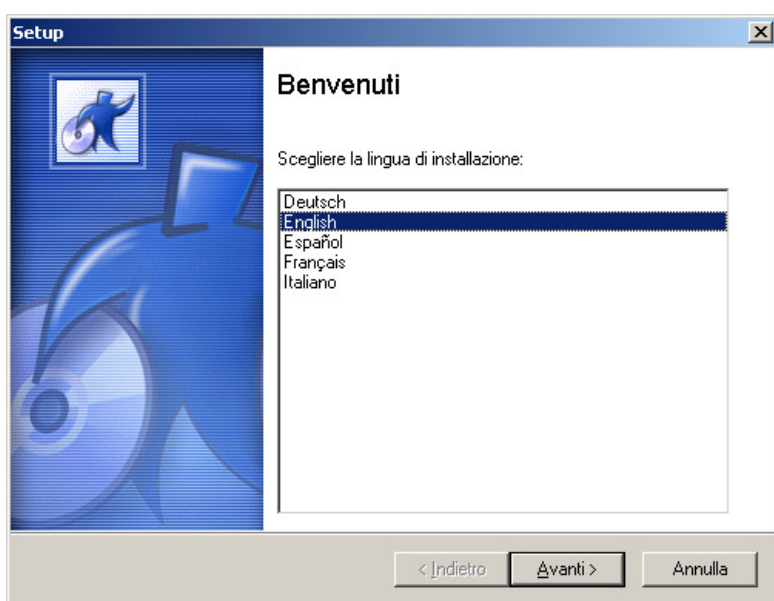 Setup
Benvenuti
Scegliere la lingua di installazione:
Deutsch
English
Español
Français
Italiano
< Indietro
Avanti >
Annulla